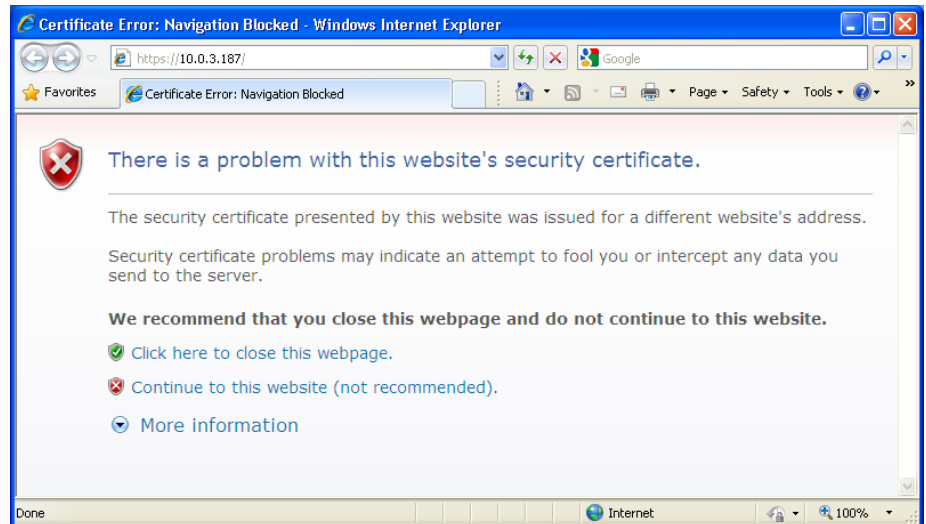 Certificate Error: Navigation Blocked - Windows Internet Explorer
https://10.0.3.187/
Google
Favorites
Certificate Error: Navigation Blocked
Page
Safety
Tools
»
There is a problem with this website's security certificate.
The security certificate presented by this website was issued for a different website's address.
Security certificate problems may indicate an attempt to fool you or intercept any data you
send to the server.
We recommend that you close this webpage and do not continue to this website.
Click here to close this webpage.
Continue to this website (not recommended).
More information
Done
Internet
100%